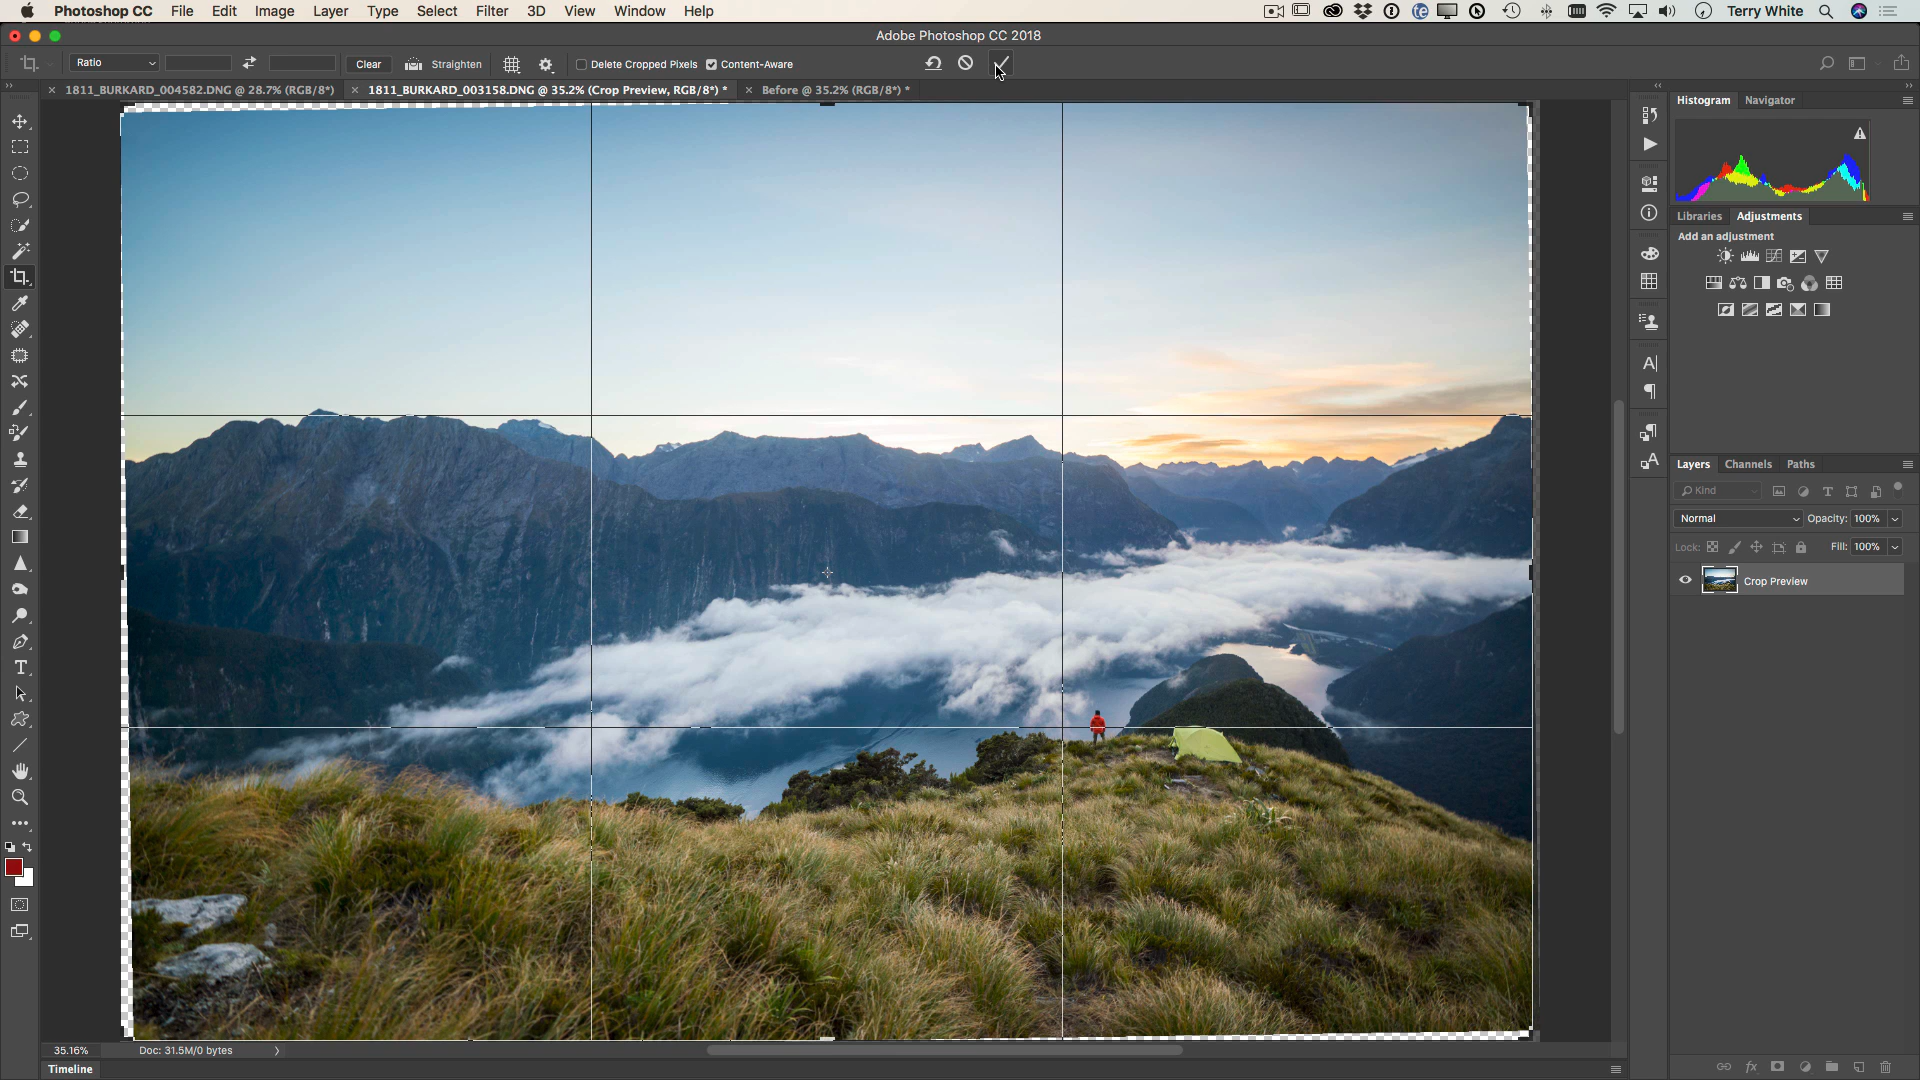 Photoshop CC File Edit Image Layer Type Select Filter 3D View Window Help Terry White
Adobe Photoshop CC 2018
Ratio Clear Straighten Delete Cropped Pixels Content-Aware
1811_BURKARD_004582.DNG @ 28.7% (RGB/8*) 1811_BURKARD_003158.DNG @ 35.2% (Crop Preview, RGB/8*) * Before @ 35.2% (RGB/8*) *
Histogram Navigator
Libraries Adjustments
Add an adjustment
Layers Channels Paths
Kind
Normal Opacity: 100%
Lock: Fill: 100%
Crop Preview
35.16% Doc: 31.5M/0 bytes
Timeline